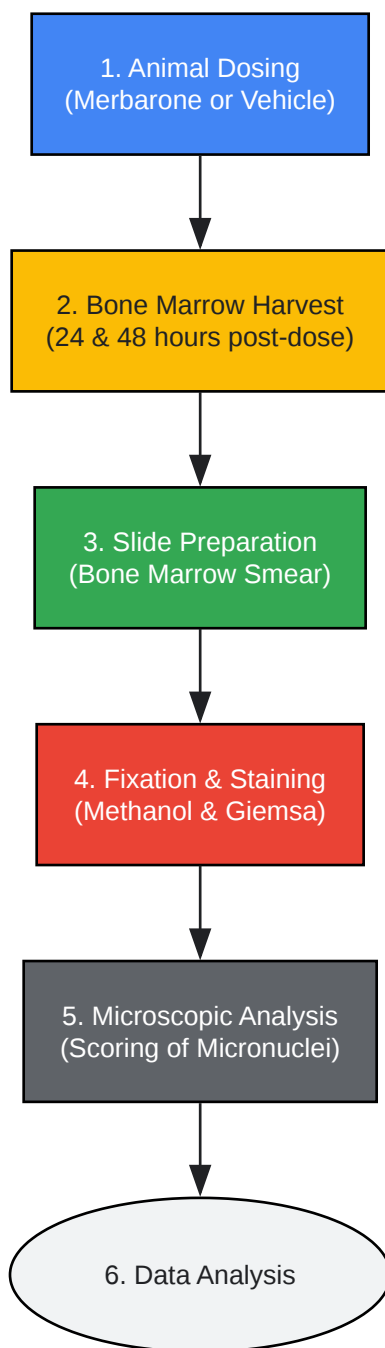 1. Animal Dosing
(Merbarone or Vehicle)
2. Bone Marrow Harvest
(24 & 48 hours post-dose)
3. Slide Preparation
(Bone Marrow Smear)
4. Fixation & Staining
(Methanol & Giemsa)
5. Microscopic Analysis
(Scoring of Micronuclei)
6. Data Analysis